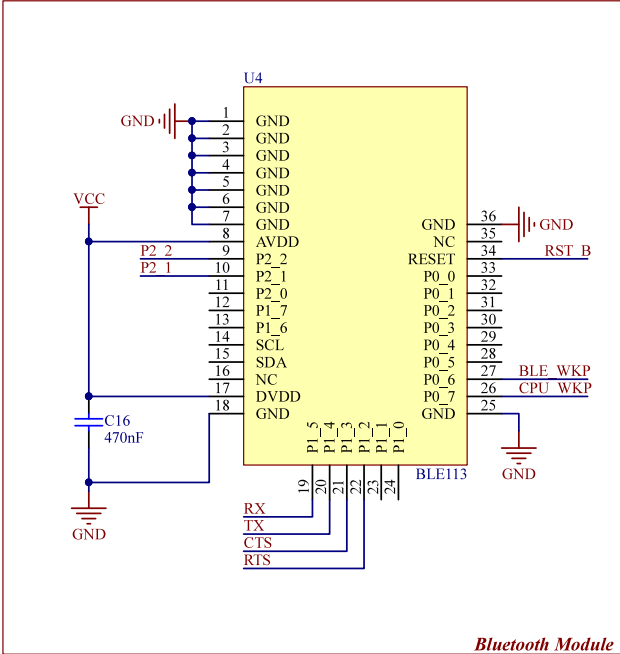 U4
GND
1 GND
2 GND
3 GND
4 GND
5 GND
6 GND
7 GND
VCC
8 AVDD
P2_2 9 P2_2
P2_1 10 P2_1
11 P2_0
12 P1_7
13 P1_6
14 SCL
15 SDA
16 NC
17 DVDD
18 GND
C16
470nF
GND
GND 36 GND
NC 35
RESET 34 RST_B
P0_0 33
P0_1 32
P0_2 31
P0_3 30
P0_4 29
P0_5 28
P0_6 27 BLE_WKP
P0_7 26 CPU_WKP
GND 25
GND
P1_5 19
P1_4 20
P1_3 21
P1_2 22
P1_1 23
P1_0 24
BLE113
RX
TX
CTS
RTS
Bluetooth Module